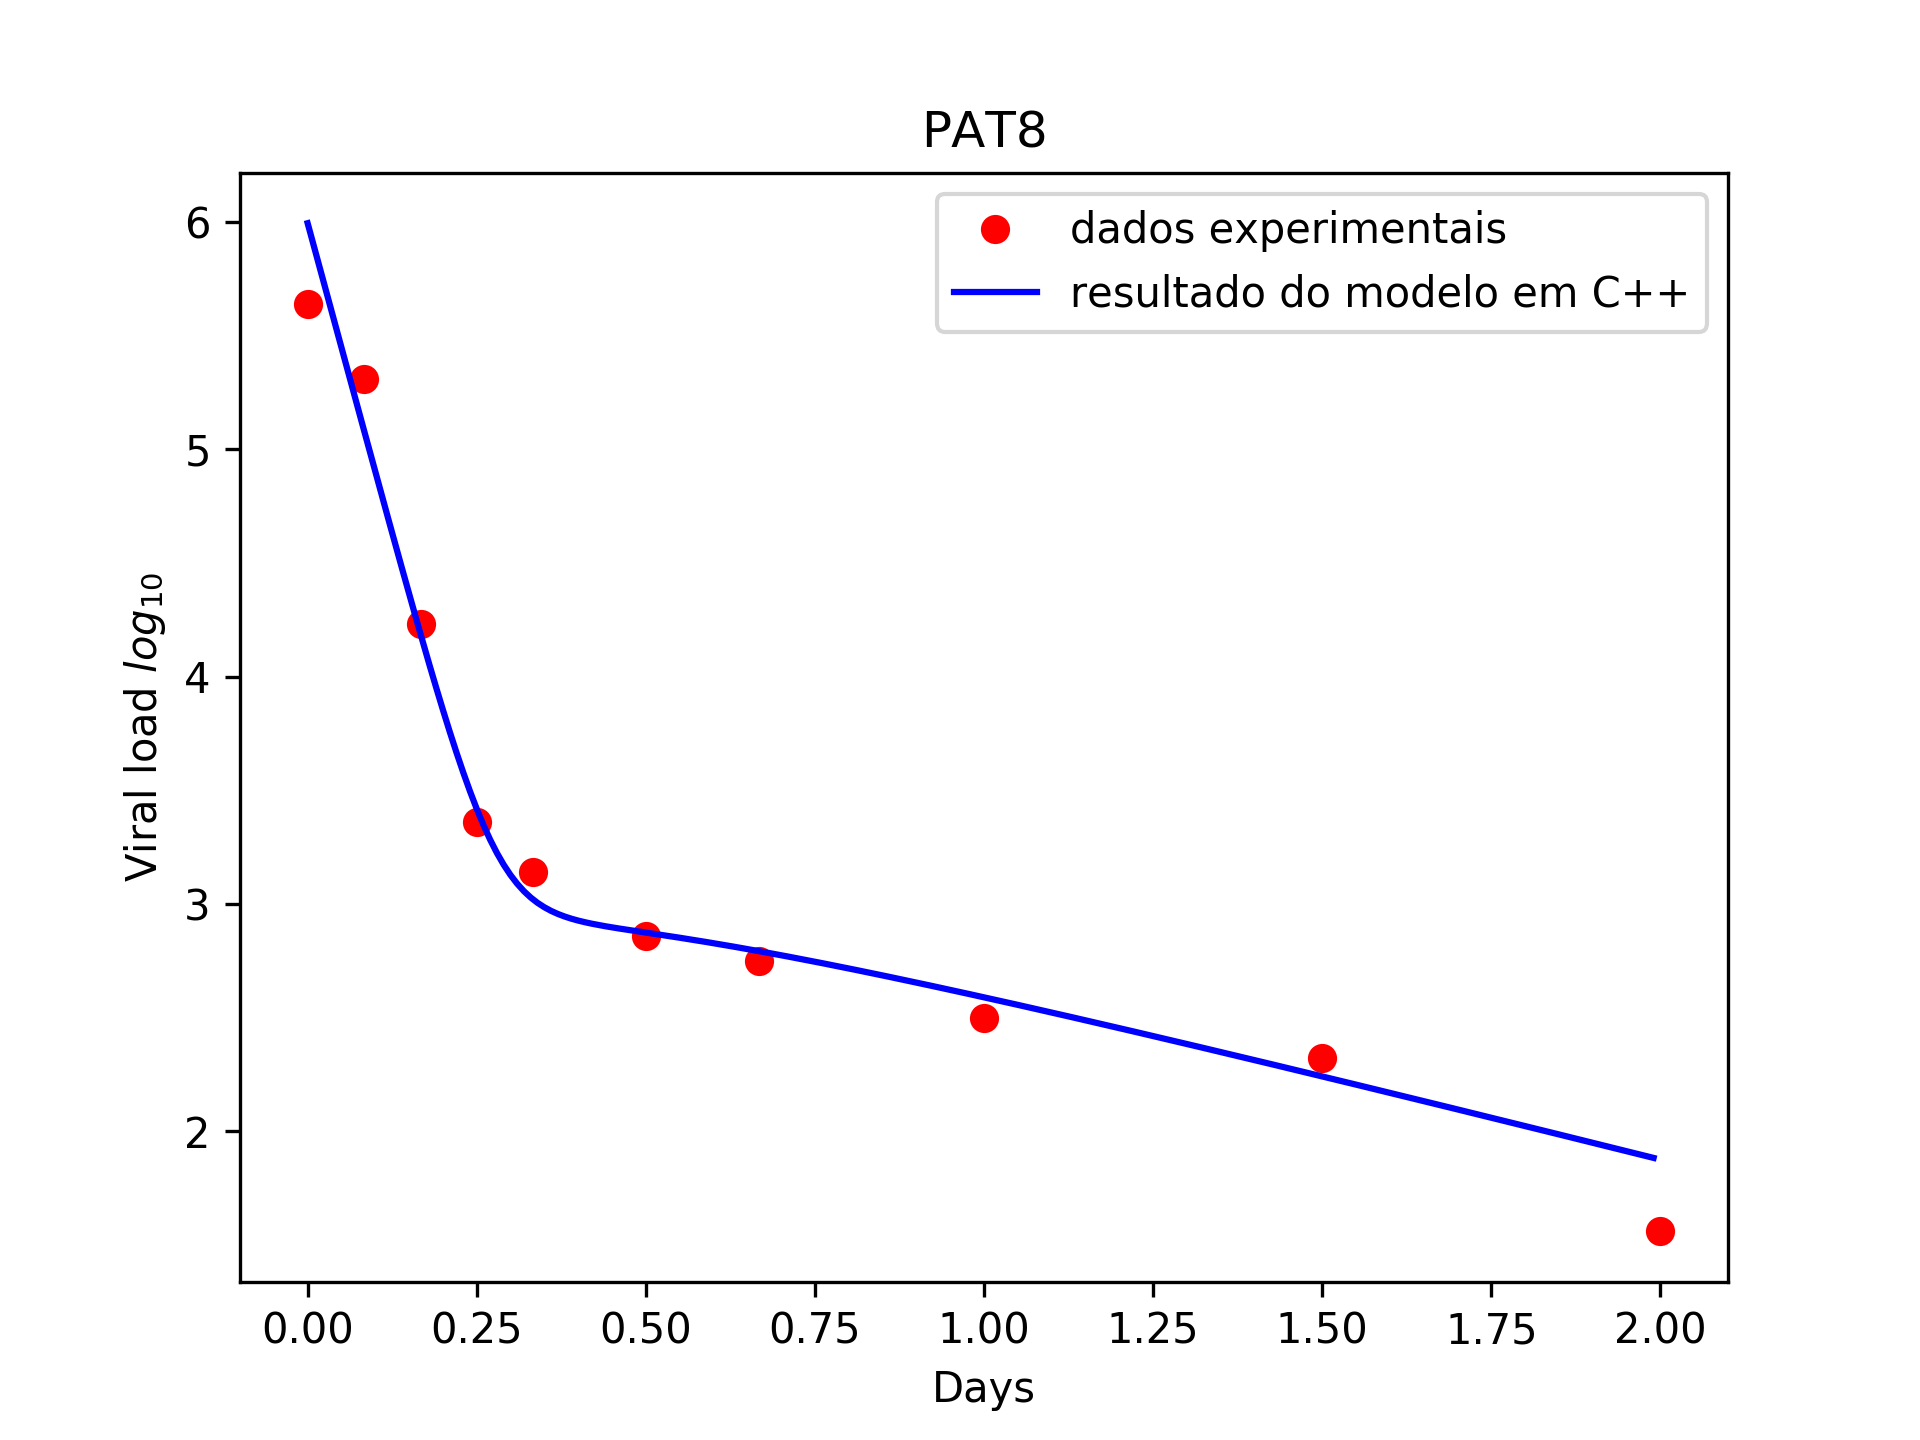 PAT8
dados experimentais
resultado do modelo em C++
Viral load log₁₀
6
5
4
3
2
0.00 0.25 0.50 0.75 1.00 1.25 1.50 1.75 2.00
Days